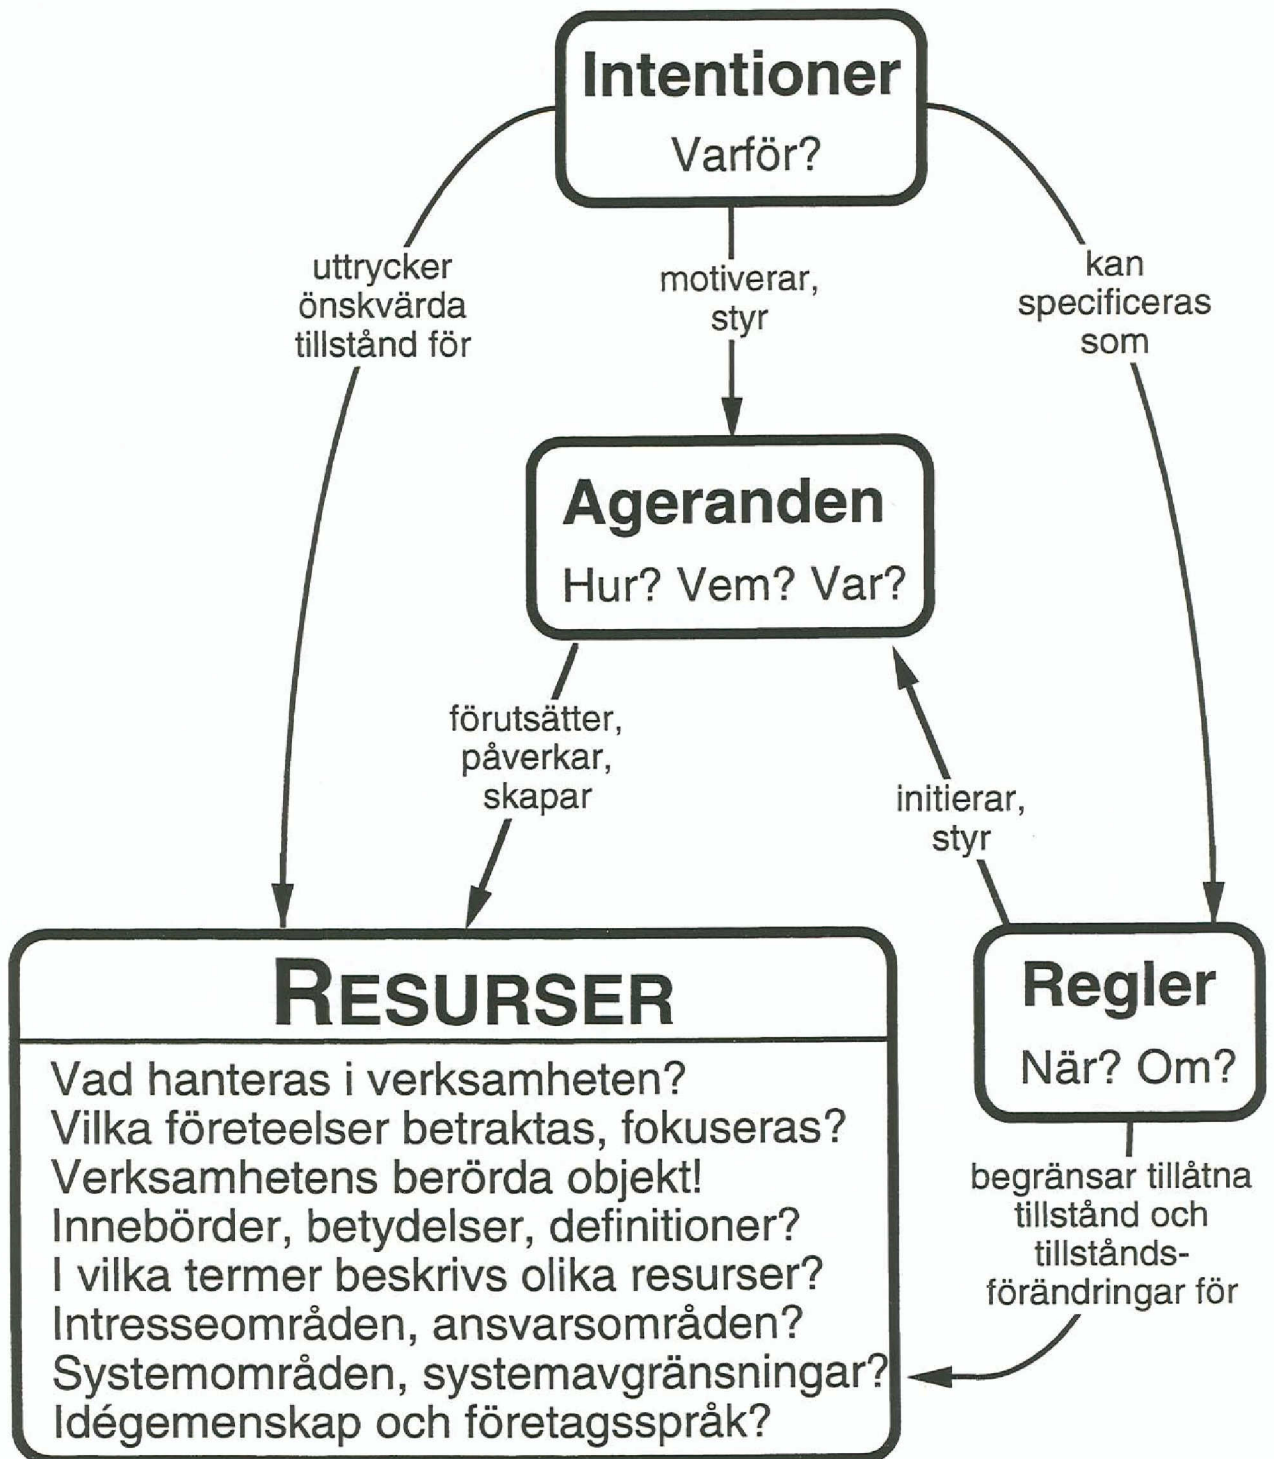 Intentioner
Varför?
uttrycker
önskvärda
tillstånd för
motiverar,
styr
kan
specificeras
som
Ageranden
Hur? Vem? Var?
förutsätter,
påverkar,
skapar
initierar,
styr
RESURSER
Vad hanteras i verksamheten?
Vilka företeelser betraktas, fokuseras?
Verksamhetens berörda objekt!
Innebörder, betydelser, definitioner?
I vilka termer beskrivs olika resurser?
Intresseområden, ansvarsområden?
Systemområden, systemavgränsningar?
Idégemenskap och företagsspråk?
Regler
När? Om?
begränsar tillåtna
tillstånd och
tillstånds-
förändringar för